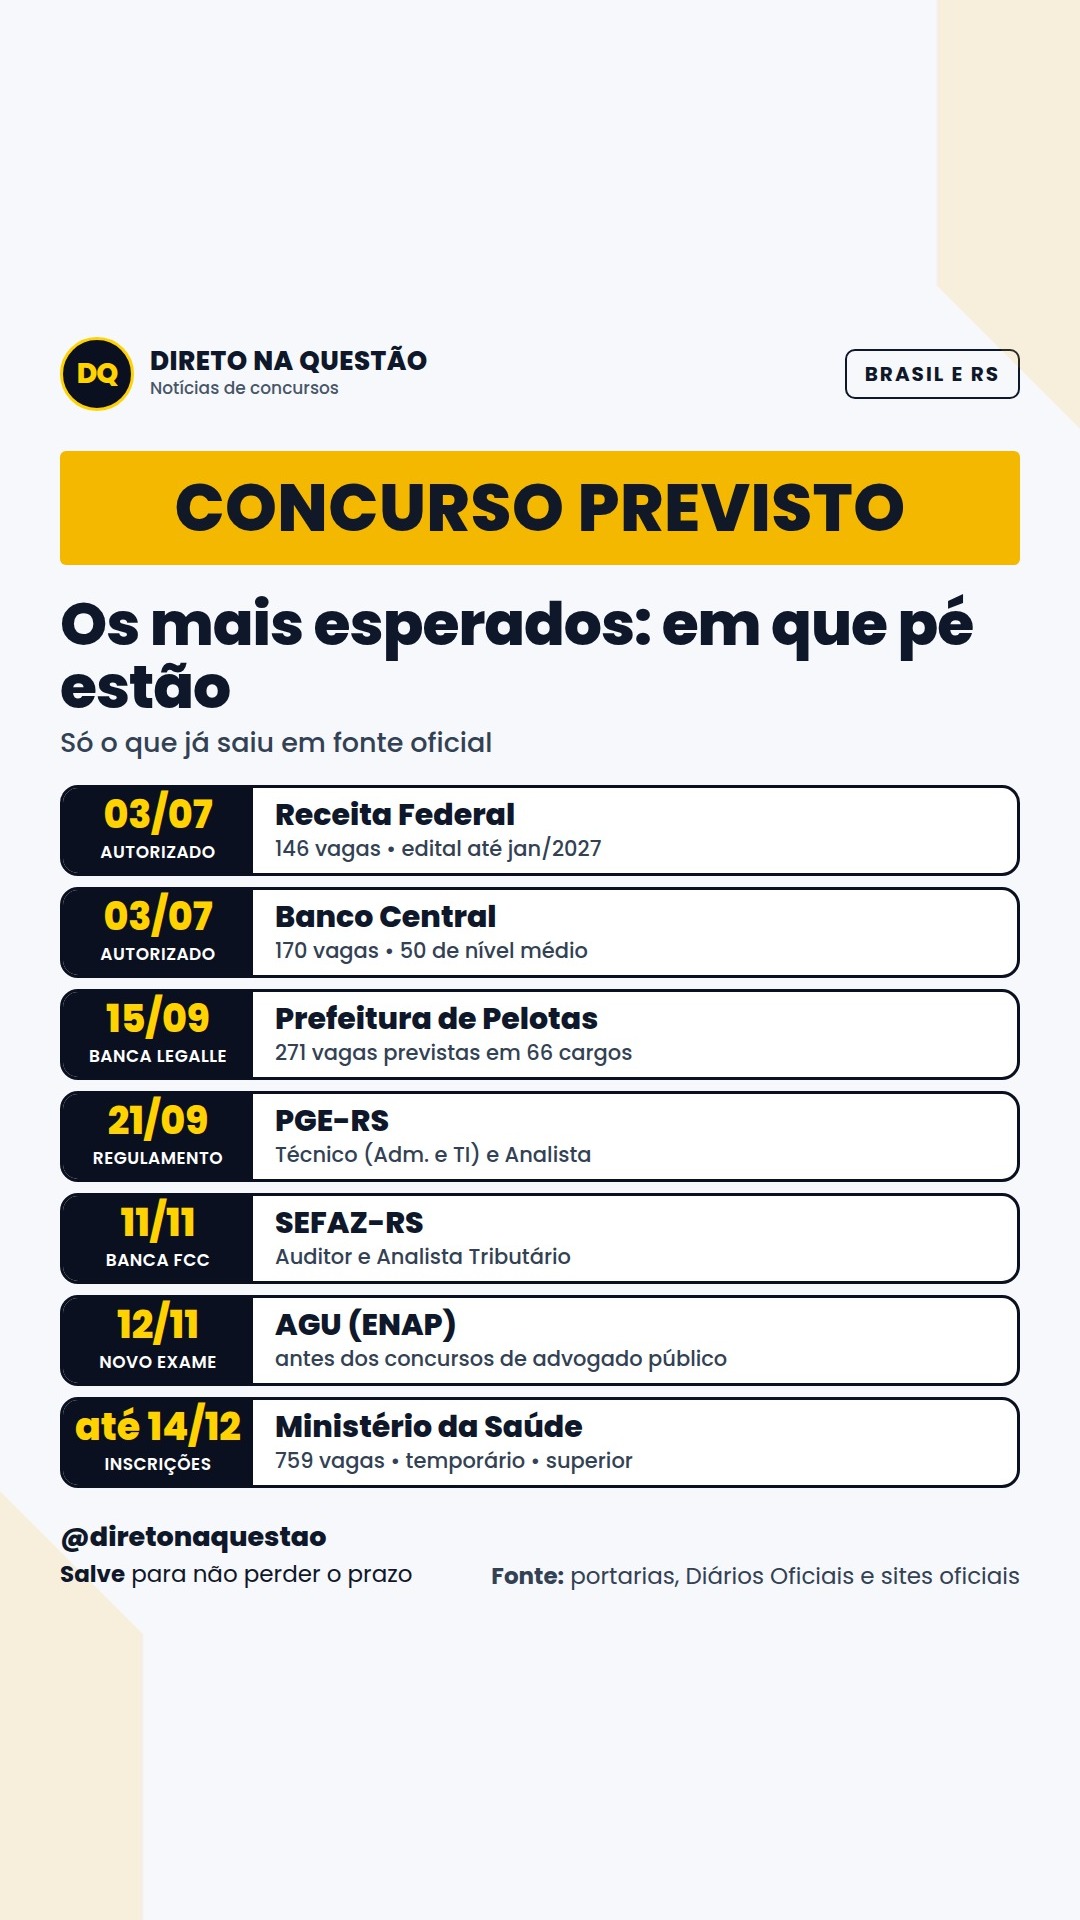 DQ
DIRETO NA QUESTÃO
Notícias de concursos
BRASIL E RS
CONCURSO PREVISTO
Os mais esperados: em que pé
estão
Só o que já saiu em fonte oficial
03/07
AUTORIZADO
Receita Federal
146 vagas • edital até jan/2027
03/07
AUTORIZADO
Banco Central
170 vagas • 50 de nível médio
15/09
BANCA LEGALLE
Prefeitura de Pelotas
271 vagas previstas em 66 cargos
21/09
REGULAMENTO
PGE-RS
Técnico (Adm. e TI) e Analista
11/11
BANCA FCC
SEFAZ-RS
Auditor e Analista Tributário
12/11
NOVO EXAME
AGU (ENAP)
antes dos concursos de advogado público
até 14/12
INSCRIÇÕES
Ministério da Saúde
759 vagas • temporário • superior
@diretonaquestao
Salve para não perder o prazo
Fonte: portarias, Diários Oficiais e sites oficiais